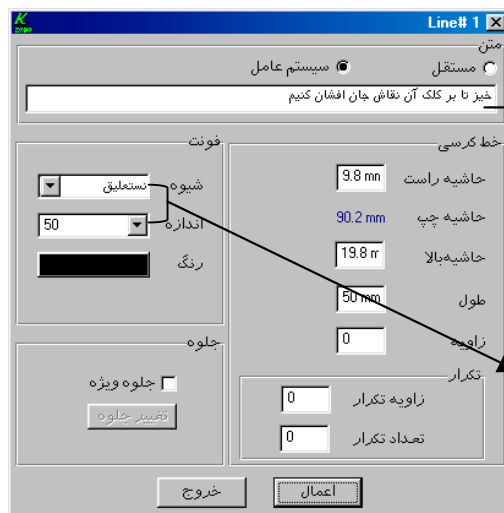 Line# 1
متن
مستقل سیستم عامل
خیز تا بر کلک آن نقاش جان افشان کنیم
خط کرسی
حاشیه راست 9.8 mm
حاشیه چپ 90.2 mm
حاشیه‌بالا 19.8 m
طول 50 mm
زاویه 0
تکرار
زاویه تکرار 0
تعداد تکرار 0
فونت
شیوه نستعلیق
اندازه 50
رنگ
جلوه
جلوه ویژه
تغییر جلوه
اعمال خروج